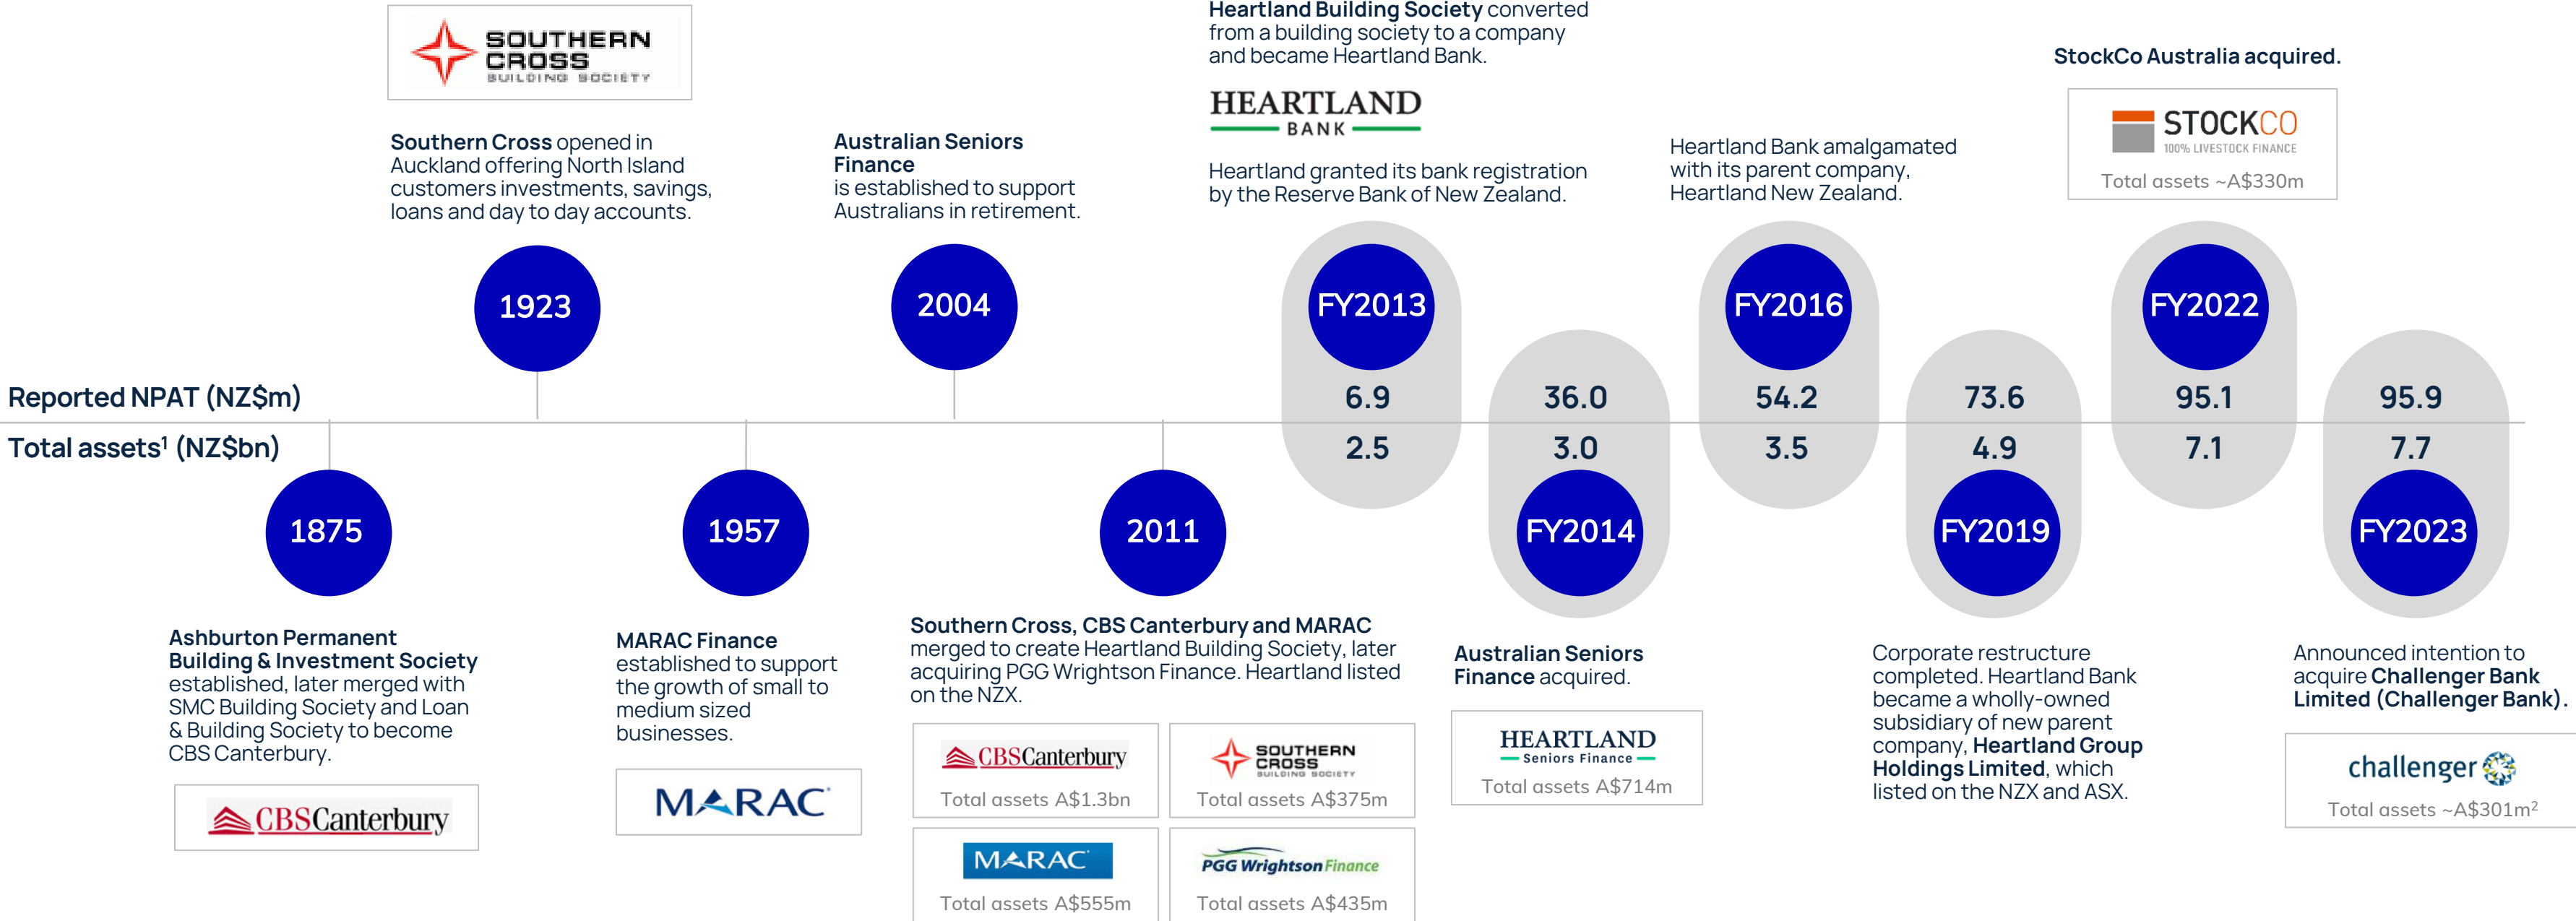 SOUTHERN
CROSS
BUILDING SOCIETY
Southern Cross opened in
Auckland offering North Island
customers investments, savings,
loans and day to day accounts.
Australian Seniors
Finance
is established to support
Australians in retirement.
Heartland Building Society converted
from a building society to a company
and became Heartland Bank.
HEARTLAND
BANK
Heartland granted its bank registration
by the Reserve Bank of New Zealand.
Heartland Bank amalgamated
with its parent company,
Heartland New Zealand.
StockCo Australia acquired.
STOCKCO
100% LIVESTOCK FINANCE
Total assets ~A$330m
1923
2004
FY2013
FY2016
FY2022
Reported NPAT (NZ$m)
6.9
36.0
54.2
73.6
95.1
95.9
Total assets¹ (NZ$bn)
2.5
3.0
3.5
4.9
7.1
7.7
1875
1957
2011
FY2014
FY2019
FY2023
Ashburton Permanent
Building & Investment Society
established, later merged with
SMC Building Society and Loan
& Building Society to become
CBS Canterbury.
CBSCanterbury
MARAC Finance
established to support
the growth of small to
medium sized
businesses.
MARAC
Southern Cross, CBS Canterbury and MARAC
merged to create Heartland Building Society, later
acquiring PGG Wrightson Finance. Heartland listed
on the NZX.
CBSCanterbury
Total assets A$1.3bn
SOUTHERN
CROSS
BUILDING SOCIETY
Total assets A$375m
MARAC
Total assets A$555m
PGG Wrightson Finance
Total assets A$435m
Australian Seniors
Finance acquired.
HEARTLAND
Seniors Finance
Total assets A$714m
Corporate restructure
completed. Heartland Bank
became a wholly-owned
subsidiary of new parent
company, Heartland Group
Holdings Limited, which
listed on the NZX and ASX.
Announced intention to
acquire Challenger Bank
Limited (Challenger Bank).
challenger
Total assets ~A$301m²